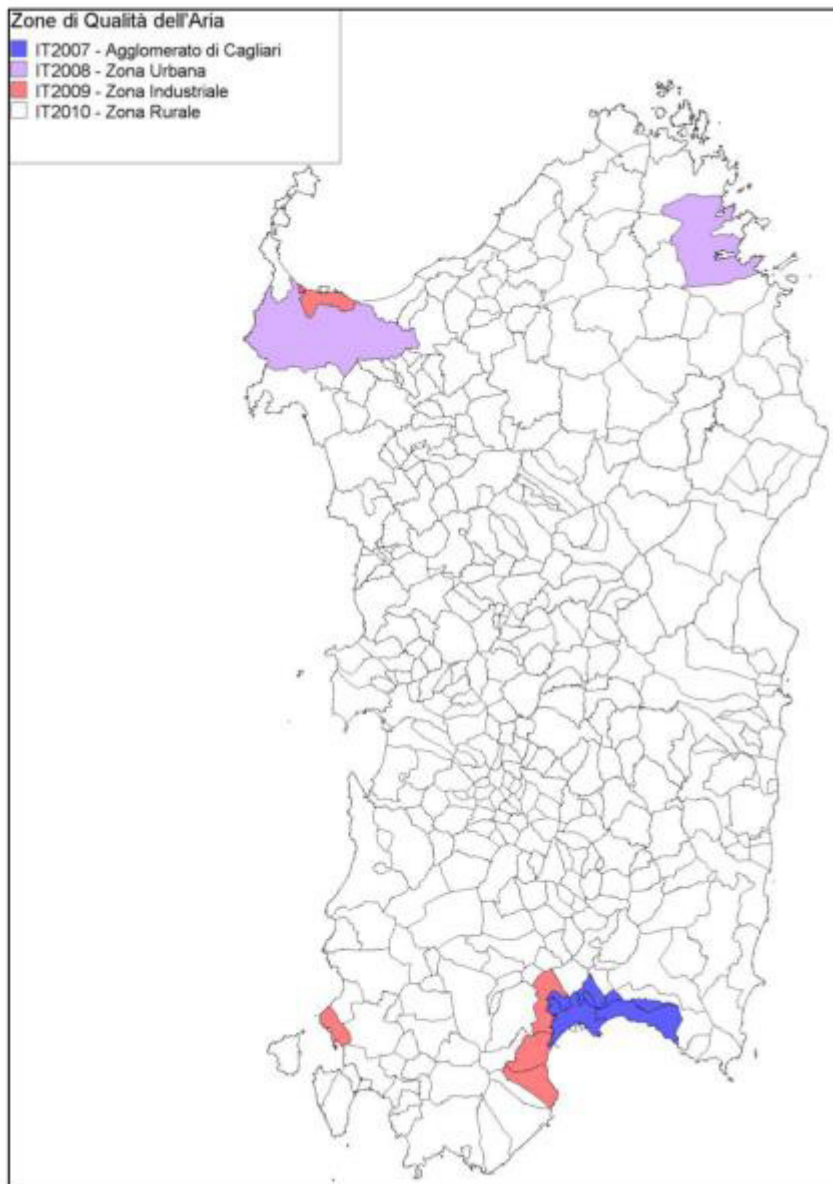 Zone di Qualità dell'Aria
IT2007 - Agglomerato di Cagliari
IT2008 - Zona Urbana
IT2009 - Zona Industriale
IT2010 - Zona Rurale